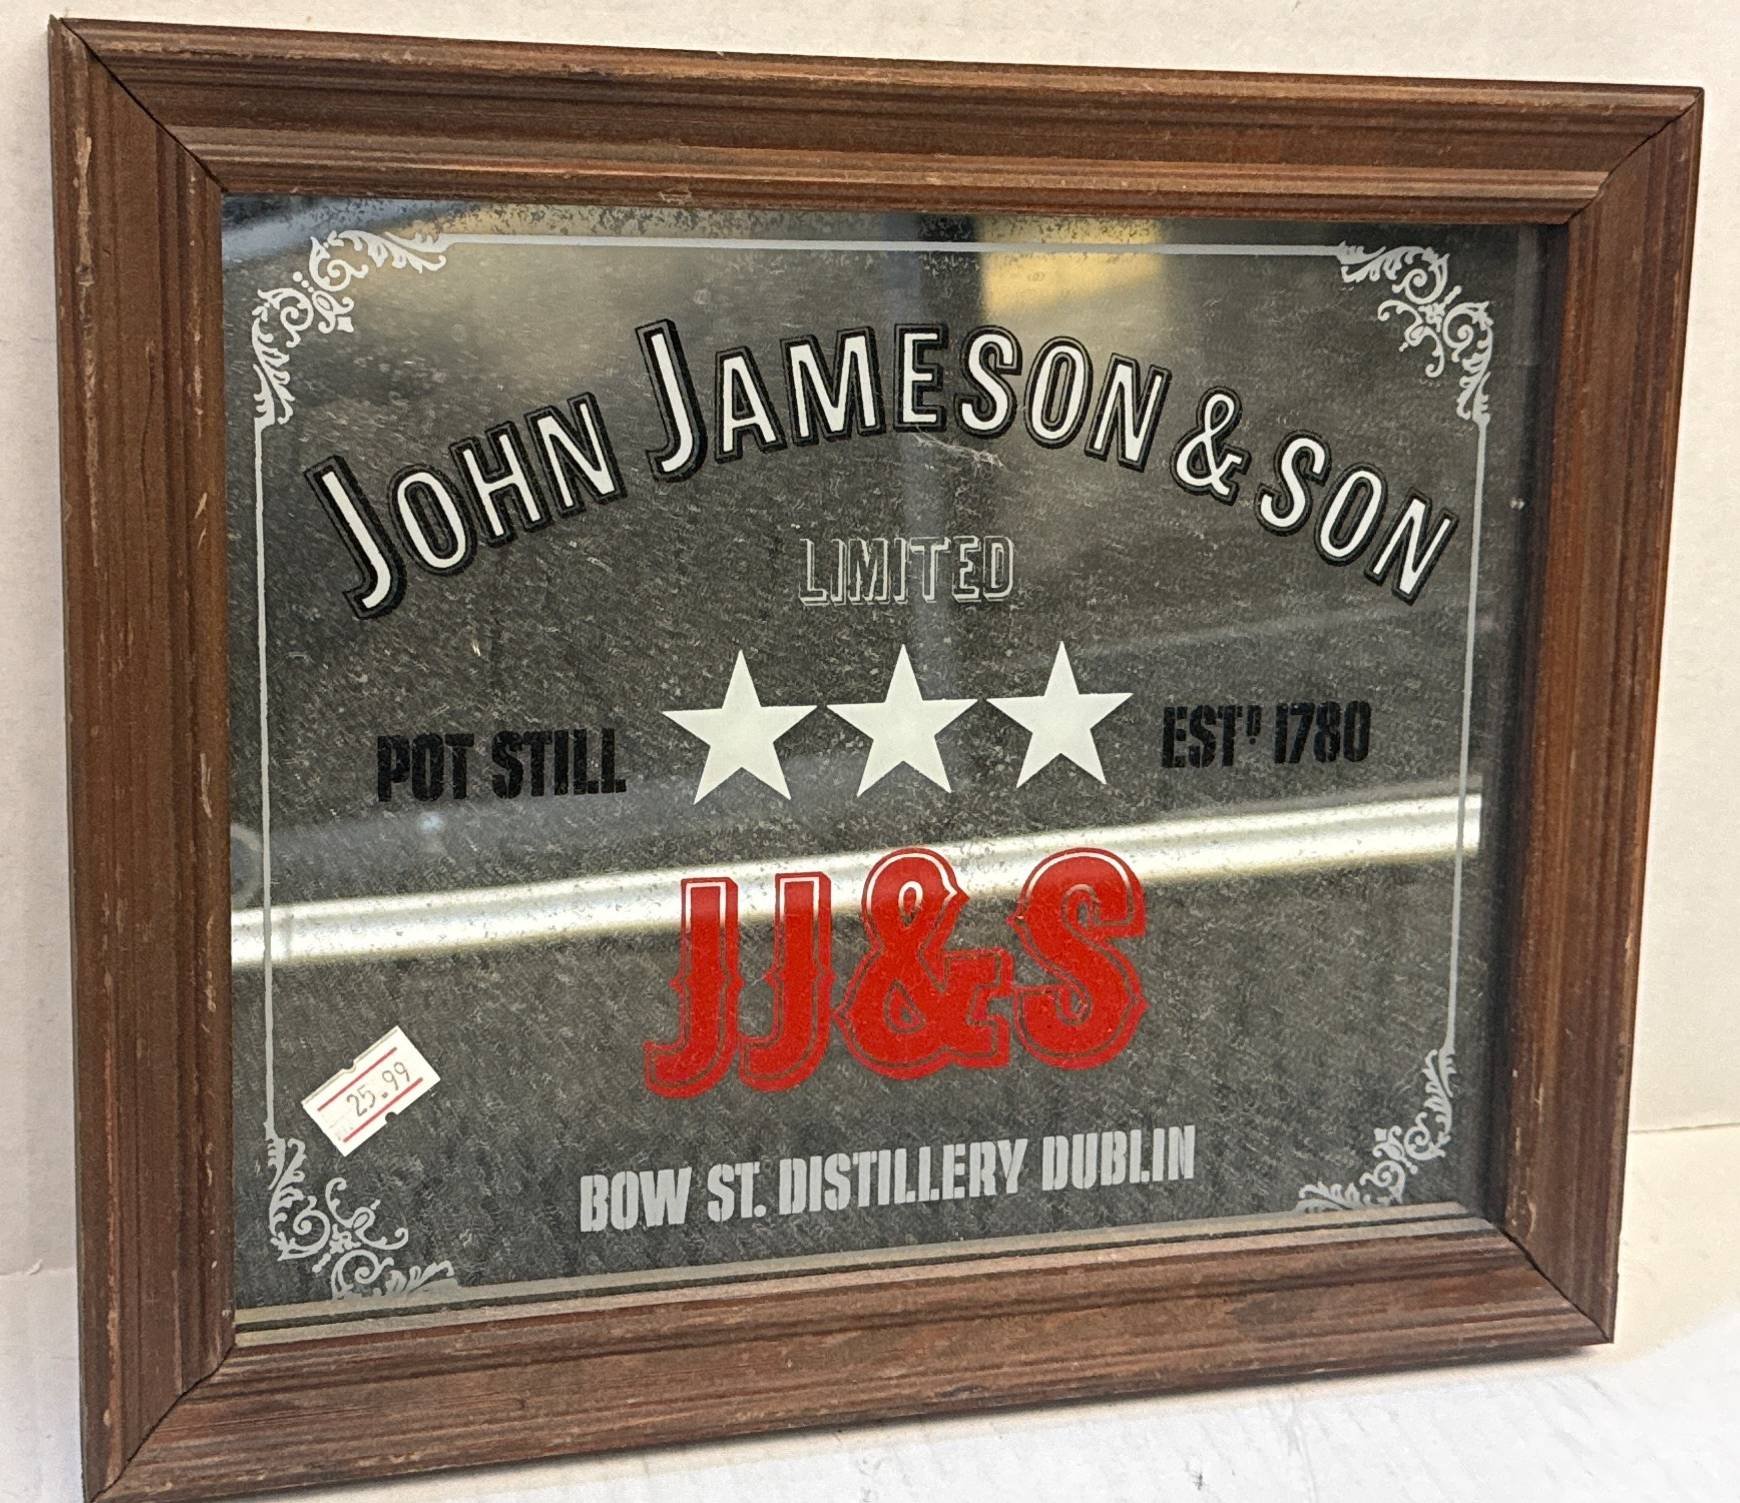 JOHN JAMESON & SON
LIMITED
POT STILL ESTD 1780
JJ&S
25.99
BOW ST. DISTILLERY DUBLIN